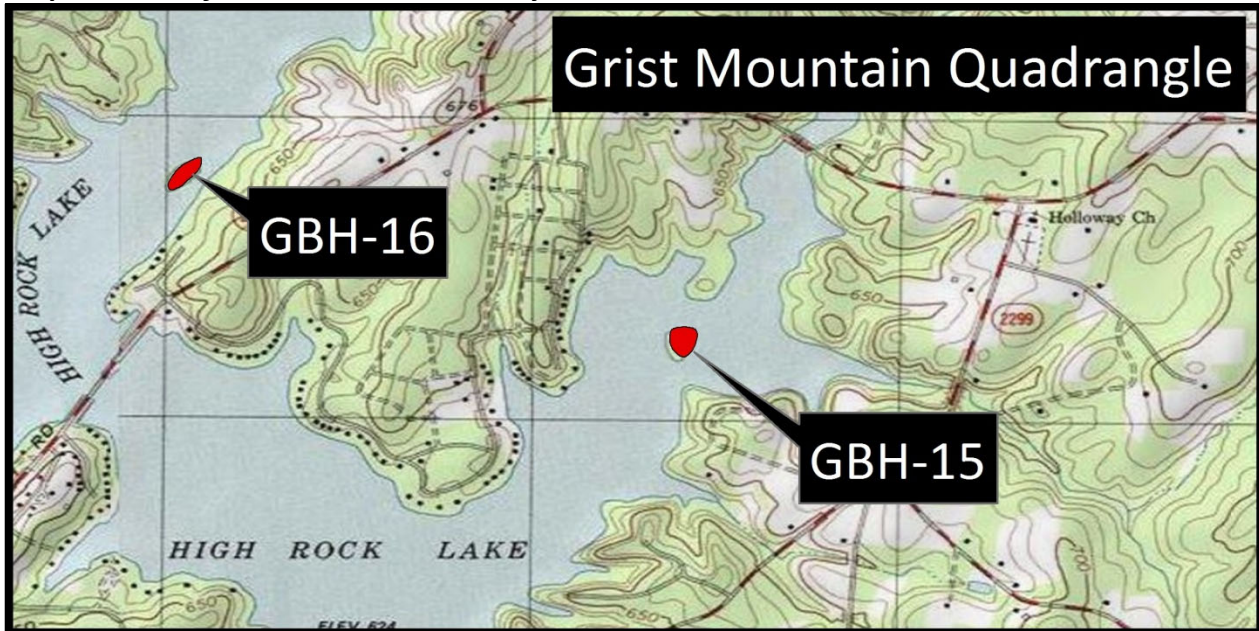 Grist Mountain Quadrangle
676
650
HIGH ROCK LAKE
GBH-16
650
Holloway Ch
700
650
2299
RD
GBH-15
HIGH ROCK LAKE
650
650
700
ELEV 624